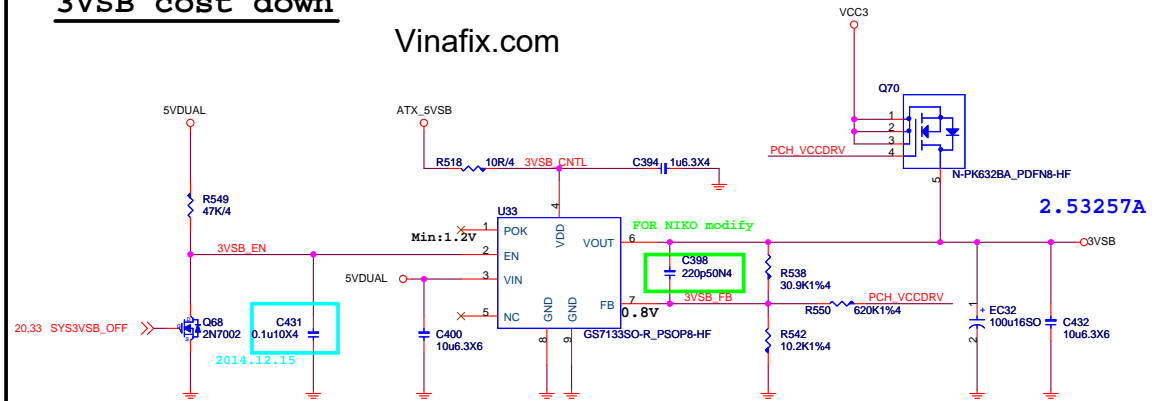 3VSB cost down
Vinafix.com
VCC3
Q70
1
2
3
4
5
PCH_VCCDRV
N-PK632BA_PDFN8-HF
2.53257A
5VDUAL
ATX_5VSB
R518 10R/4 3VSB_CNTL
C394 1u6.3X4
R549
47K/4
U33
4
FOR NIKO modify
Min:1.2V
1 POK
VDD
VOUT 6
3VSB
3VSB_EN
2 EN
C398
220p50N4
R538
30.9K1%4
5VDUAL
3 VIN
3VSB_FB
PCH_VCCDRV
R550 620K1%4
5 NC
GND
GND
FB 7
0.8V
GS7133SO-R_PSOP8-HF
8
9
20,33 SYS3VSB_OFF
Q68
2N7002
C431
0.1u10X4
2014.12.15
C400
10u6.3X6
R542
10.2K1%4
1
+
EC32
100u16SO
2
C432
10u6.3X6